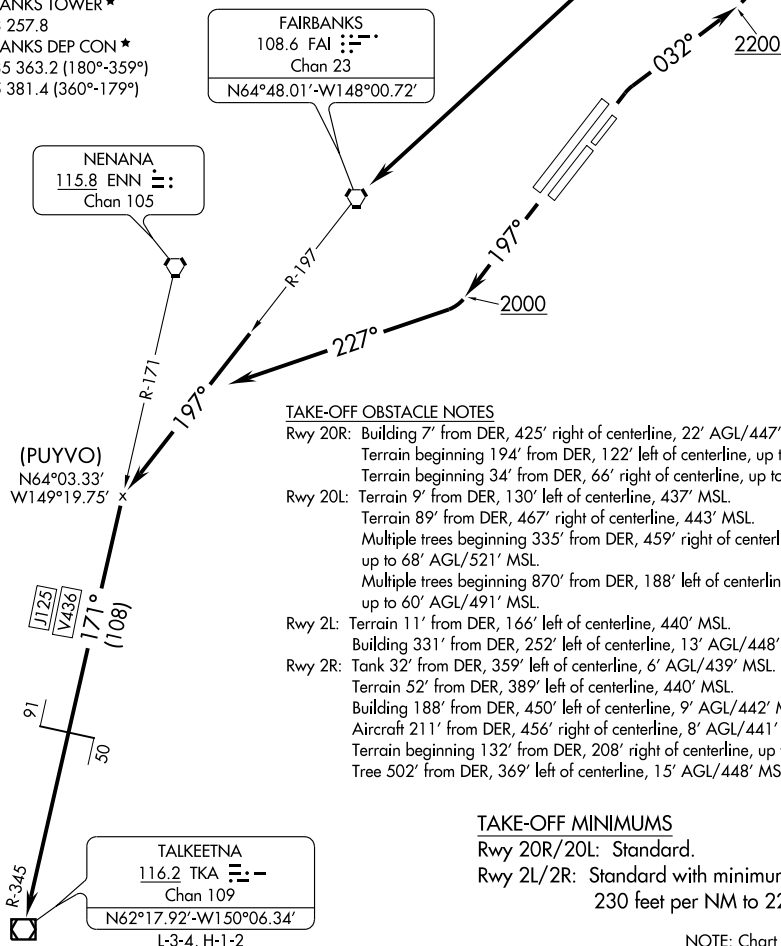 ANKS TOWER★
257.8
ANKS DEP CON ★
5 363.2 (180°-359°)
381.4 (360°-179°)
FAIRBANKS
108.6 FAI
Chan 23
N64°48.01'-W148°00.72'
2200
032°
NENANA
115.8 ENN
Chan 105
R-197
197°
2000
227°
R-171
197°
(PUYVO)
N64°03.33'
W149°19.75'
x
TAKE-OFF OBSTACLE NOTES
Rwy 20R: Building 7' from DER, 425' right of centerline, 22' AGL/447'
Terrain beginning 194' from DER, 122' left of centerline, up t
Terrain beginning 34' from DER, 66' right of centerline, up to
Rwy 20L: Terrain 9' from DER, 130' left of centerline, 437' MSL.
Terrain 89' from DER, 467' right of centerline, 443' MSL.
Multiple trees beginning 335' from DER, 459' right of centerl
up to 68' AGL/521' MSL.
Multiple trees beginning 870' from DER, 188' left of centerlin
up to 60' AGL/491' MSL.
Rwy 2L: Terrain 11' from DER, 166' left of centerline, 440' MSL.
Building 331' from DER, 252' left of centerline, 13' AGL/448'
Rwy 2R: Tank 32' from DER, 359' left of centerline, 6' AGL/439' MSL.
Terrain 52' from DER, 389' left of centerline, 440' MSL.
Building 188' from DER, 450' left of centerline, 9' AGL/442' M
Aircraft 211' from DER, 456' right of centerline, 8' AGL/441'
Terrain beginning 132' from DER, 208' right of centerline, up
Tree 502' from DER, 369' left of centerline, 15' AGL/448' MS
J125
V436
171°
(108)
91
50
R-345
TALKEETNA
116.2 TKA
Chan 109
N62°17.92'-W150°06.34'
L-3-4, H-1-2
TAKE-OFF MINIMUMS
Rwy 20R/20L: Standard.
Rwy 2L/2R: Standard with minimu
230 feet per NM to 22
NOTE: Chart